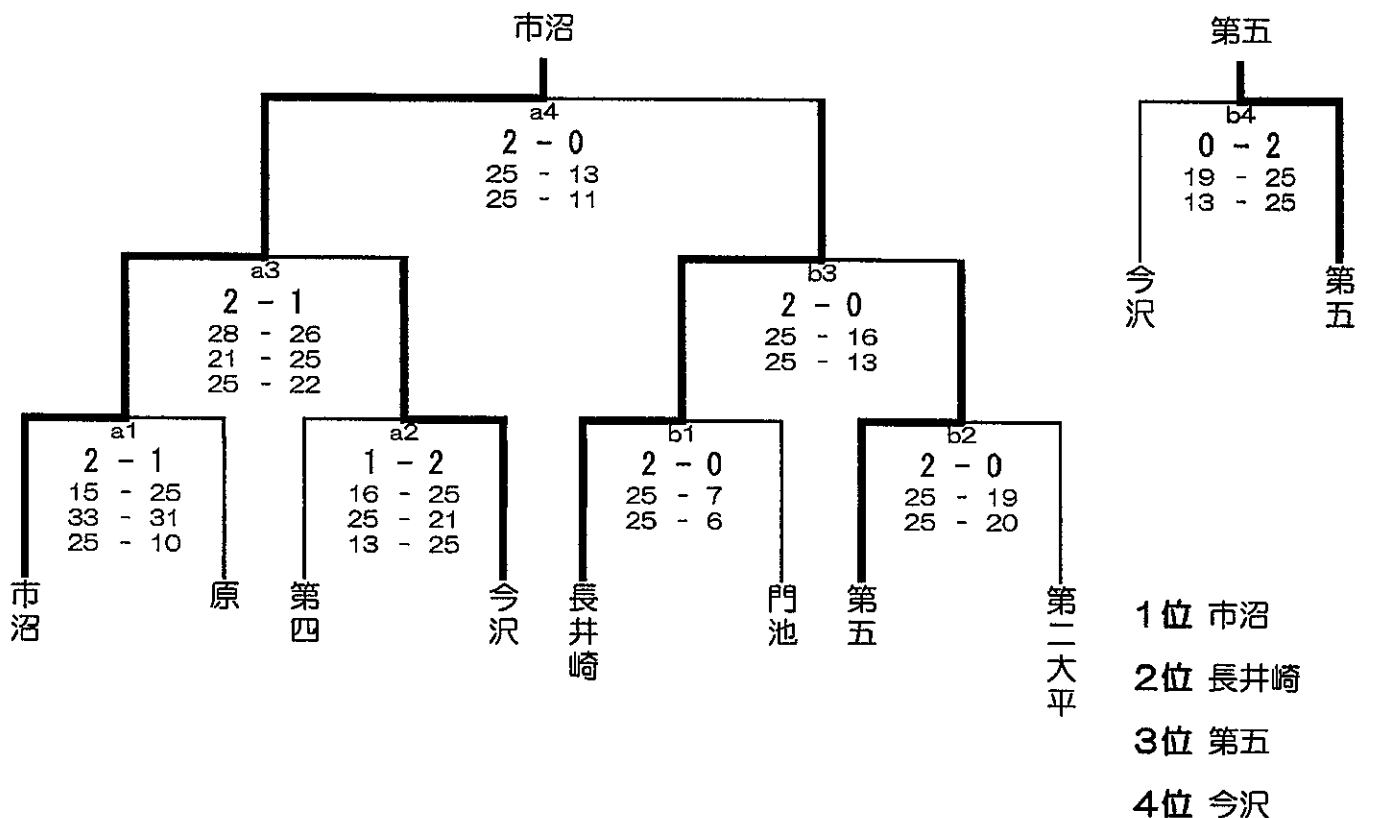 市沼
a4
2 - 0
25 - 13
25 - 11
第五
b4
0 - 2
19 - 25
13 - 25
今沢
第五
a3
2 - 1
28 - 26
21 - 25
25 - 22
b3
2 - 0
25 - 16
25 - 13
a1
2 - 1
15 - 25
33 - 31
25 - 10
a2
1 - 2
16 - 25
25 - 21
13 - 25
b1
2 - 0
25 - 7
25 - 6
b2
2 - 0
25 - 19
25 - 20
市沼
原
第四
今沢
長井崎
門池
第五
第二大平
1位 市沼
2位 長井崎
3位 第五
4位 今沢